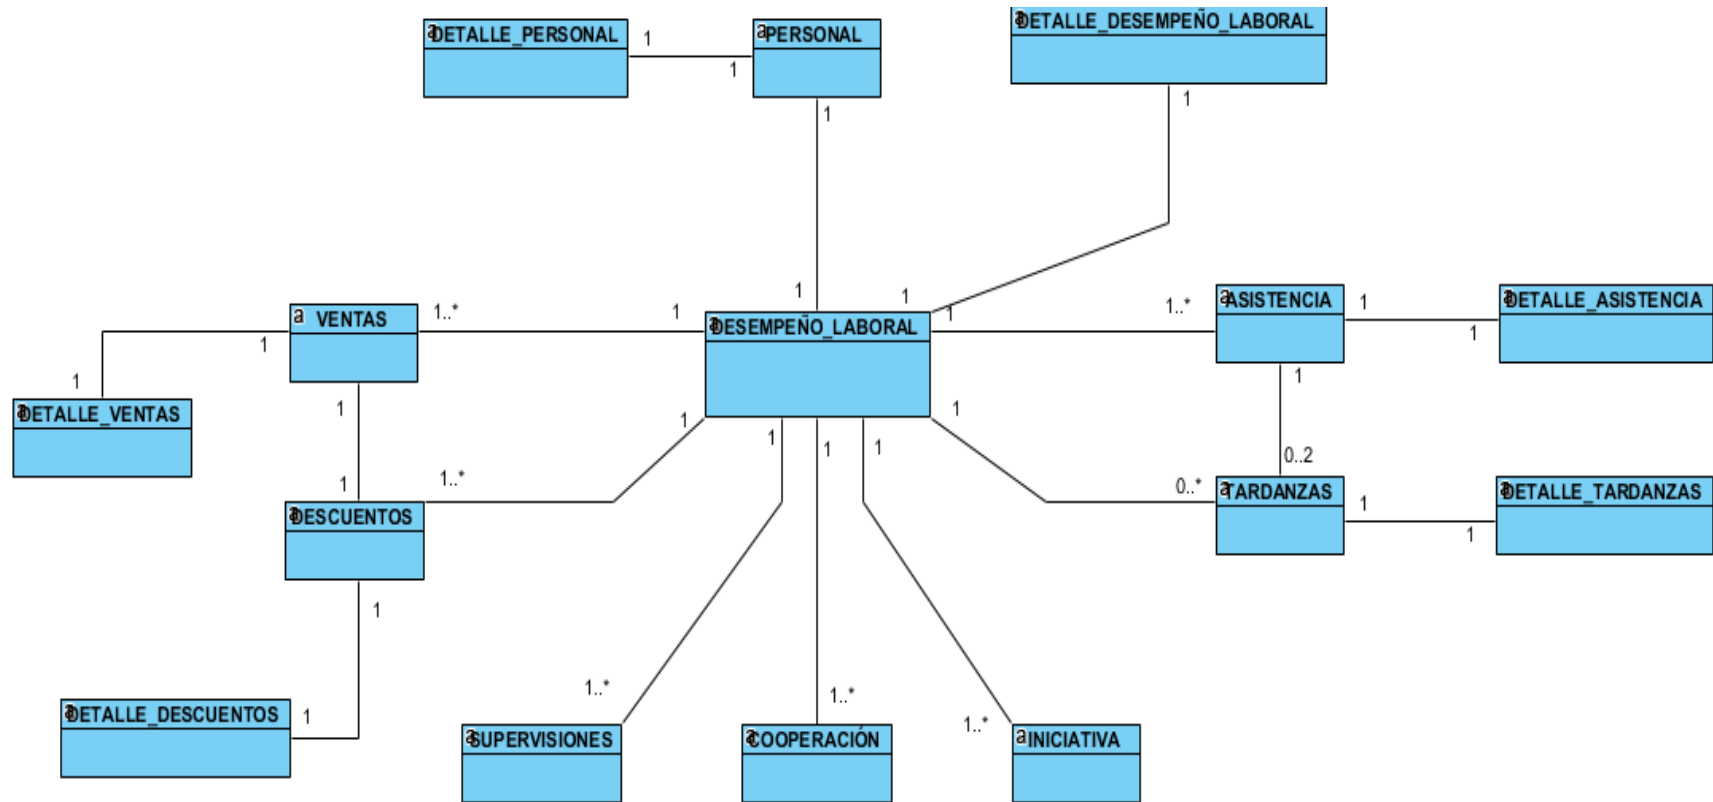 DETALLE_PERSONAL
1
1
a PERSONAL
1
DETALLE_DESEMPEÑO_LABORAL
1
1
1
1
1..*
a ASISTENCIA
1
1
DETALLE_ASISTENCIA
a VENTAS
1..*
1
DESEMPEÑO_LABORAL
1
1
DETALLE_VENTAS
1
1
1
1..*
DESCUENTOS
1
1
DETALLE_DESCUENTOS
1
1
1
1
1
0..*
1
0..2
a TARDANZAS
1
1
DETALLE_TARDANZAS
1..*
1..*
1..*
a SUPERVISIONES
COOPERACIÓN
a INICIATIVA